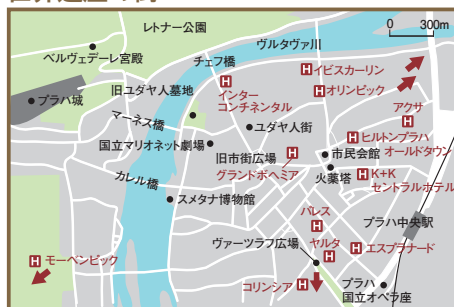 レトナー公園
0 300m
ヴルタヴァ川
ベルヴェデーレ宮殿
チェフ橋
H イビスカーリン
プラハ城
旧ユダヤ人墓地
H
インター
コンチネンタル
H オリンピック
アクサ
H
マーネス橋
ユダヤ人街
H ヒルトンプラハ
オールドタウン
国立マリオネット劇場
旧市街広場
H
グランドボヘミア
市民会館
カレル橋
火薬塔
H K+K
セントラルホテル
スメタナ博物館
パレス
H
プラハ中央駅
ヴァーツラフ広場
ヤルタ
H
H エスプラナード
H モーベンピック
コリンシア H
プラハ
国立オペラ座